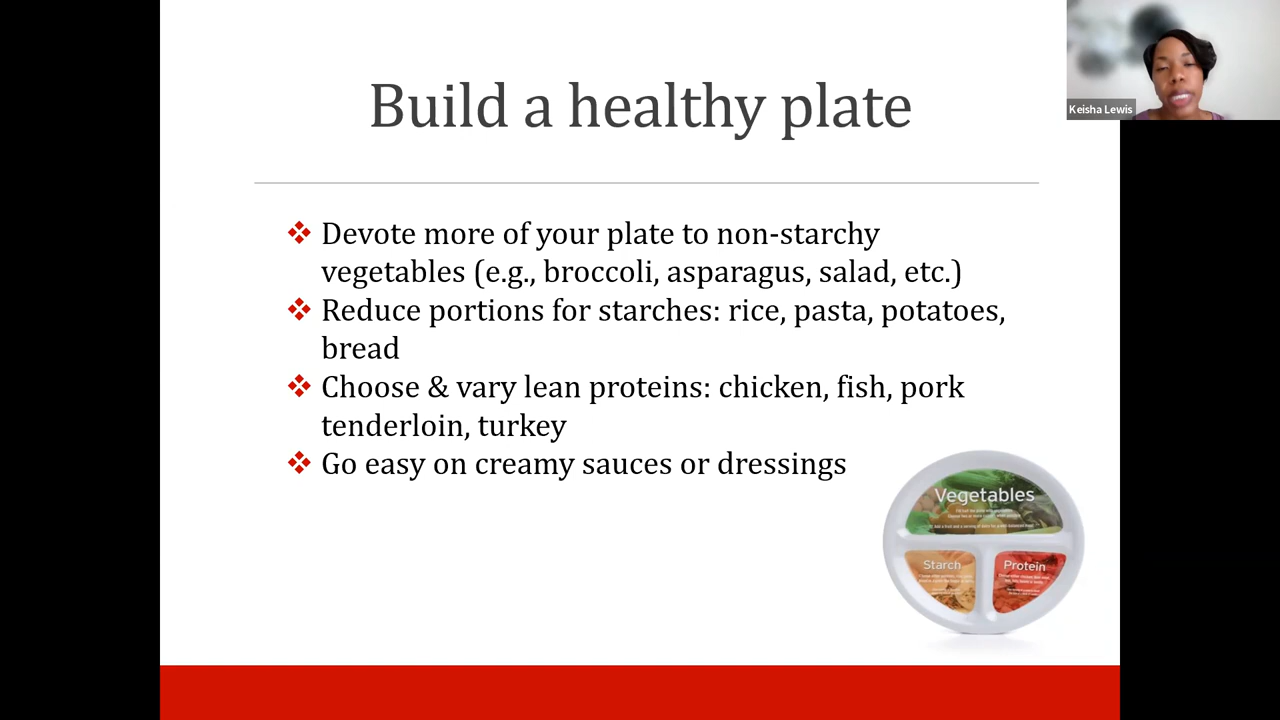 Build a healthy plate
Keisha Lewis
Devote more of your plate to non-starchy
vegetables (e.g., broccoli, asparagus, salad, etc.)
Reduce portions for starches: rice, pasta, potatoes,
bread
Choose & vary lean proteins: chicken, fish, pork
tenderloin, turkey
Go easy on creamy sauces or dressings
Vegetables
Starch
Protein